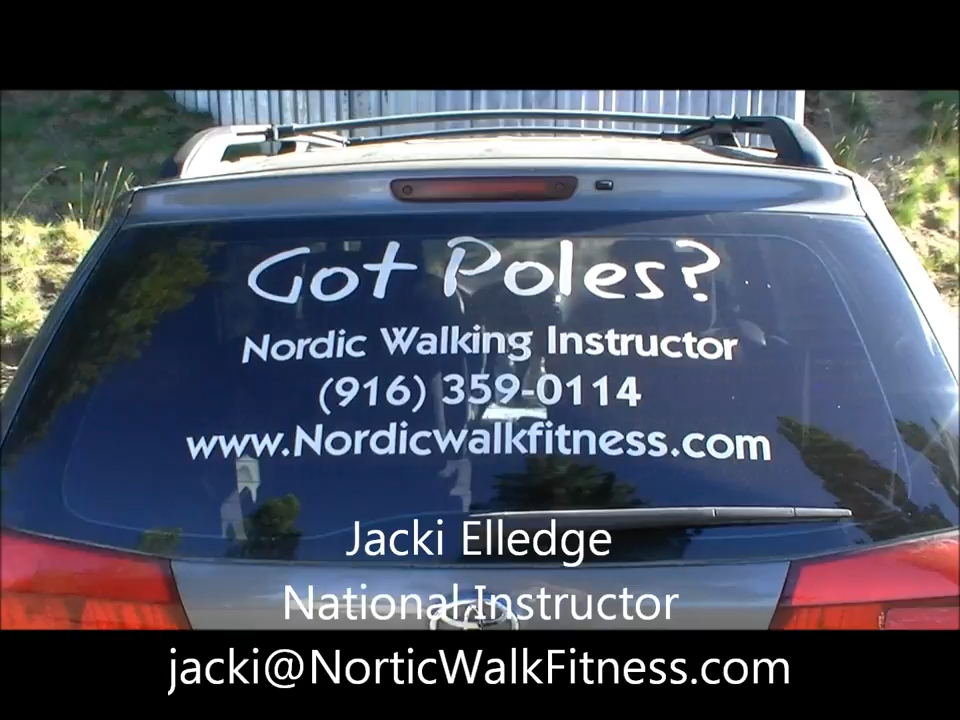 Got Poles?
Nordic Walking Instructor
(916) 359-0114
www.Nordicwalkfitness.com
Jacki Elledge
National Instructor
jacki@NorticWalkFitness.com